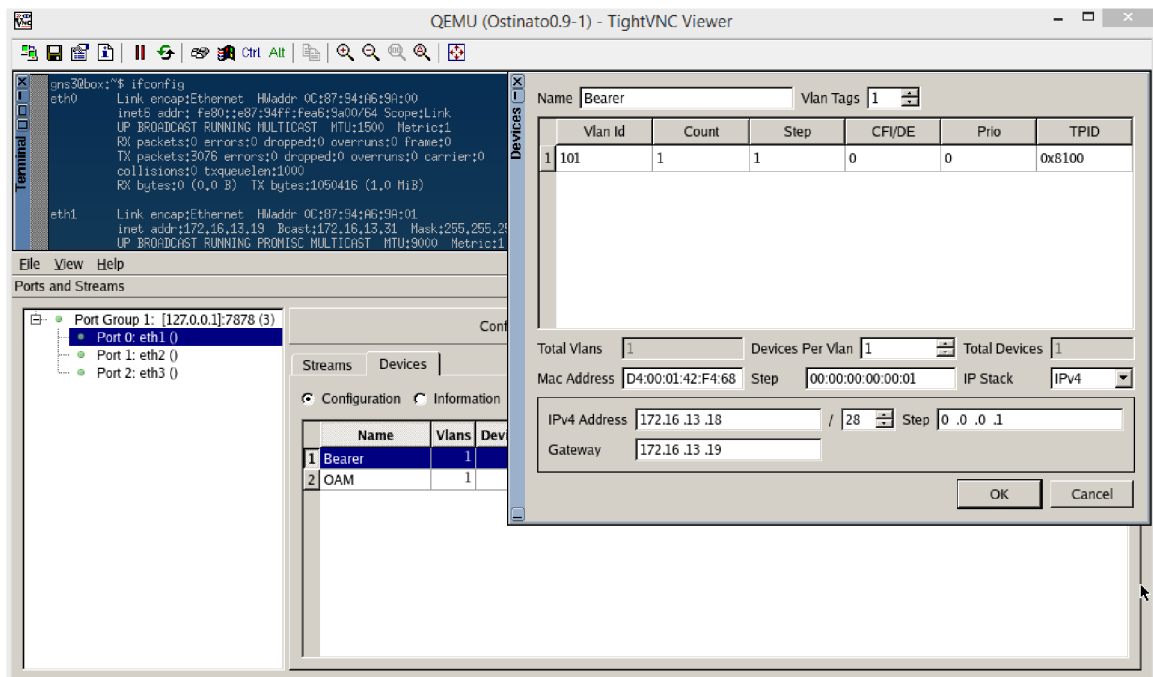 QEMU (Ostinato0.9-1) - TightVNC Viewer
Ctrl Alt
gns3@box:~$ ifconfig
eth0 Link encap:Ethernet HWaddr 0C:87:94:A6:9A:00
inet6 addr: fe80::e87:94ff:fea6:9a00/64 Scope:Link
UP BROADCAST RUNNING MULTICAST MTU:1500 Metric:1
RX packets:0 errors:0 dropped:0 overruns:0 frame:0
TX packets:3076 errors:0 dropped:0 overruns:0 carrier:0
collisions:0 txqueuelen:1000
RX bytes:0 (0.0 B) TX bytes:1050416 (1.0 MiB)
eth1 Link encap:Ethernet HWaddr 0C:87:94:A6:9A:01
inet addr:172.16.13.19 Bcast:172.16.13.31 Mask:255.255.2
UP BROADCAST RUNNING PROMISC MULTICAST MTU:9000 Metric:1
Terminal
File View Help
Ports and Streams
Port Group 1: [127.0.0.1]:7878 (3)
Port 0: eth1 ()
Port 1: eth2 ()
Port 2: eth3 ()
Conf
Streams Devices
Configuration Information
Name Vlans Devi
1 Bearer 1
2 OAM 1
Devices
Name Bearer Vlan Tags 1
Vlan Id Count Step CFI/DE Prio TPID
1 101 1 1 0 0 0x8100
Total Vlans 1 Devices Per Vlan 1 Total Devices 1
Mac Address D4:00:01:42:F4:68 Step 00:00:00:00:00:01 IP Stack IPv4
IPv4 Address 172.16 .13 .18 / 28 Step 0 .0 .0 .1
Gateway 172.16 .13 .19
OK Cancel